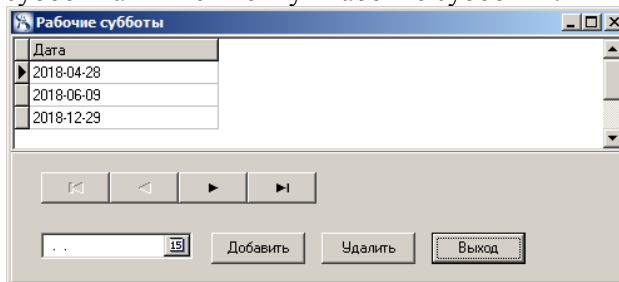 Рабочие субботы
Дата
2018-04-28
2018-06-09
2018-12-29
. . 15 Добавить Удалить Выход